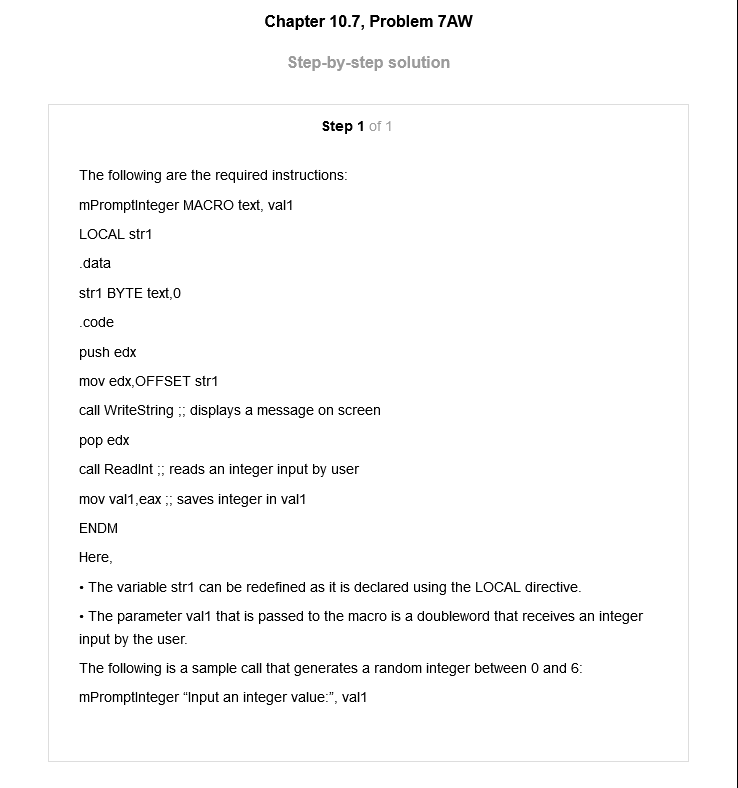 Chapter 10.7, Problem 7AW
Step-by-step solution
Step 1 of 1
The following are the required instructions:
mPromptInteger MACRO text, val1
LOCAL str1
.data
str1 BYTE text,0
.code
push edx
mov edx,OFFSET str1
call WriteString ;; displays a message on screen
pop edx
call ReadInt ;; reads an integer input by user
mov val1,eax ;; saves integer in val1
ENDM
Here,
• The variable str1 can be redefined as it is declared using the LOCAL directive.
• The parameter val1 that is passed to the macro is a doubleword that receives an integer
input by the user.
The following is a sample call that generates a random integer between 0 and 6:
mPromptInteger “Input an integer value:”, val1